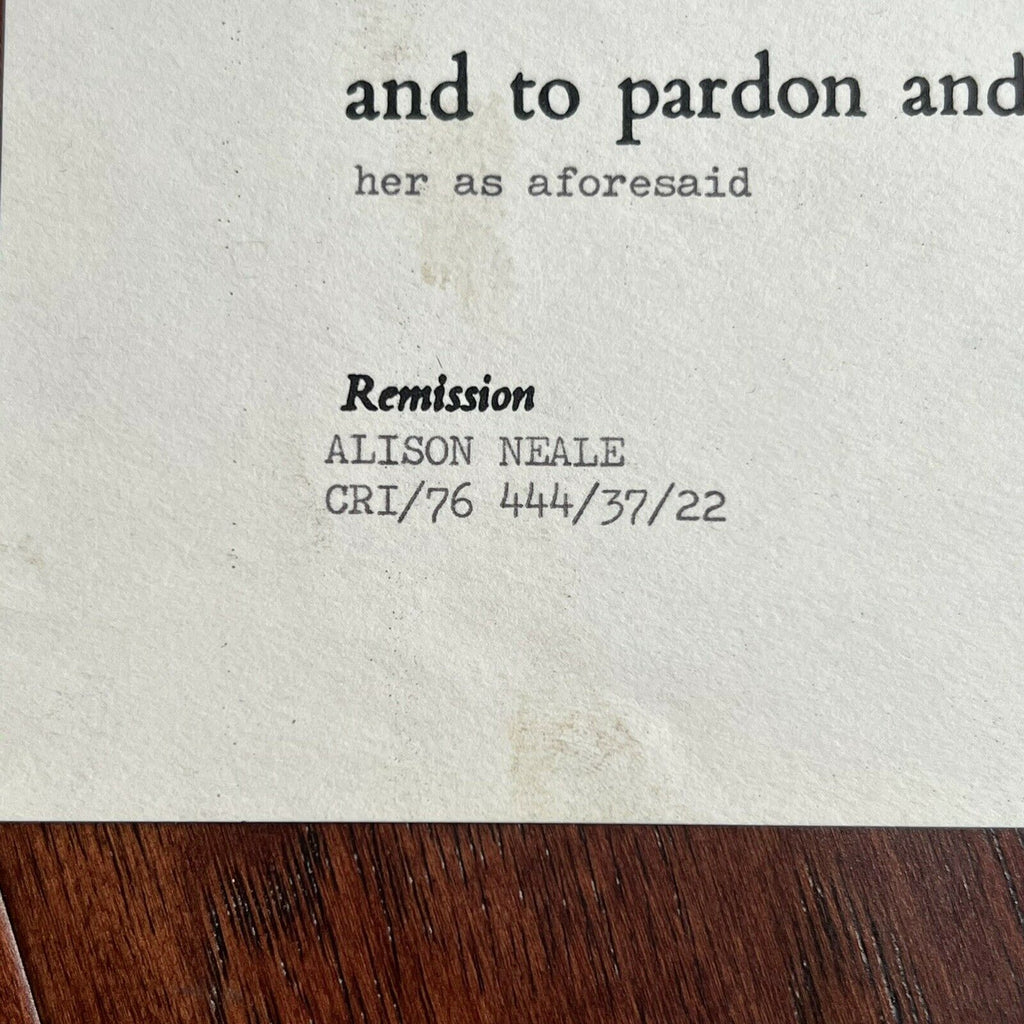 and to pardon and
her as aforesaid
Remission
ALISON NEALE
CRI/76 444/37/22